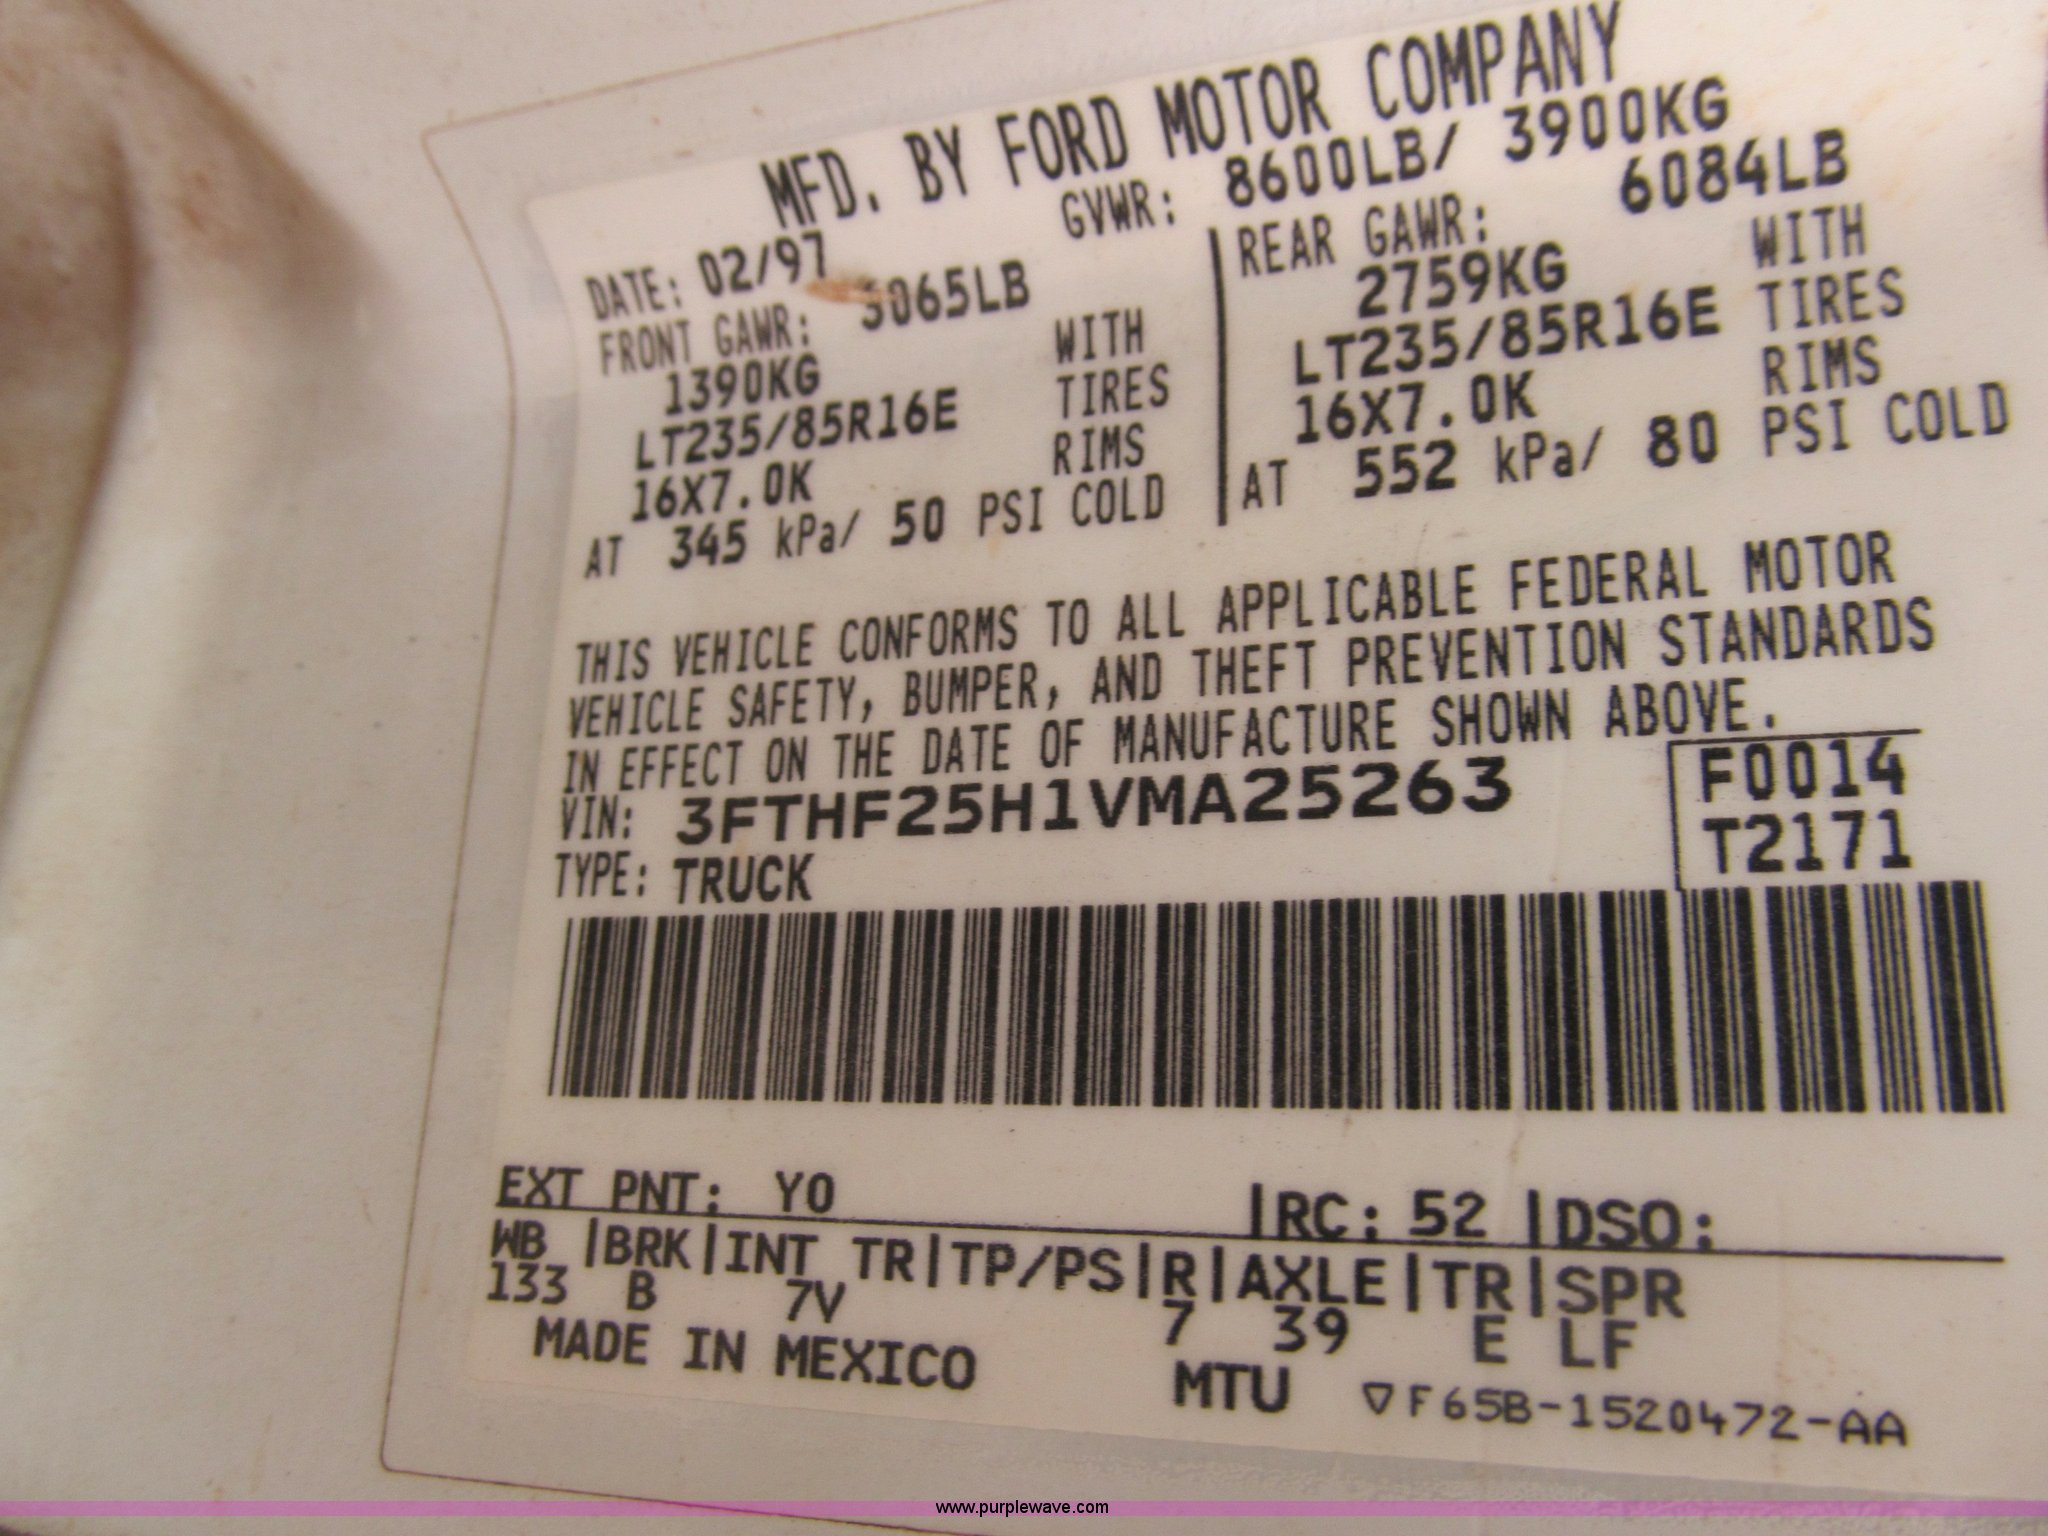 MFD. BY FORD MOTOR COMPANY
DATE: 02/97 GVWR: 8600LB/ 3900KG
FRONT GAWR: 3065LB
1390KG WITH
LT235/85R16E TIRES
16X7.0K RIMS
AT 345 kPa/ 50 PSI COLD
REAR GAWR: 6084LB
2759KG WITH
LT235/85R16E TIRES
16X7.0K RIMS
AT 552 kPa/ 80 PSI COLD
THIS VEHICLE CONFORMS TO ALL APPLICABLE FEDERAL MOTOR
VEHICLE SAFETY, BUMPER, AND THEFT PREVENTION STANDARDS
IN EFFECT ON THE DATE OF MANUFACTURE SHOWN ABOVE.
VIN: 3FTHF25H1VMA25263
F0014
T2171
TYPE: TRUCK
EXT PNT: YO |RC: 52 |DSO:
WB |BRK|INT TR|TP/PS|R|AXLE|TR|SPR
133 B 7V 7 39 E LF
MADE IN MEXICO MTU ▽F65B-1520472-AA
www.purplewave.com